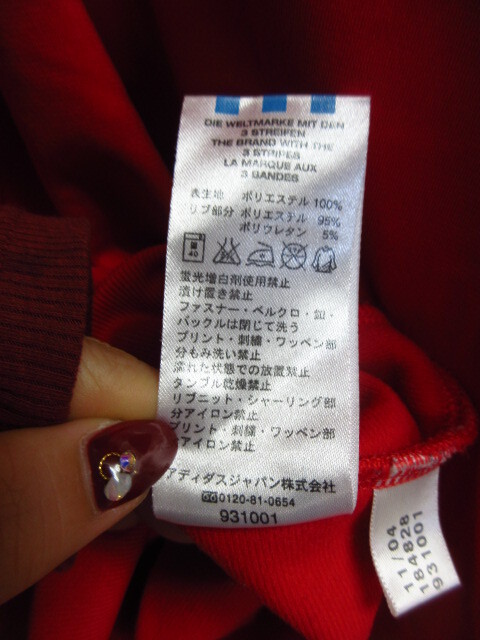 DIE WELTMARKE MIT DEN
3 STREIFEN
THE BRAND WITH THE
3 STRIPES
LA MARQUE AUX
3 BANDES
表生地 ポリエステル 100%
リブ部分 ポリエステル 95%
ポリウレタン 5%
40
蛍光増白剤使用禁止
漬け置き禁止
ファスナー・ベルクロ・釦・
バックルは閉じて洗う
プリント・刺繍・ワッペン部
分もみ洗い禁止
濡れた状態での放置禁止
タンブル乾燥禁止
リブニット・シャーリング部
分アイロン禁止
プリント・刺繍・ワッペン部
アイロン禁止
アディダスジャパン株式会社
0120-81-0654
931001
11/04
184828
931001